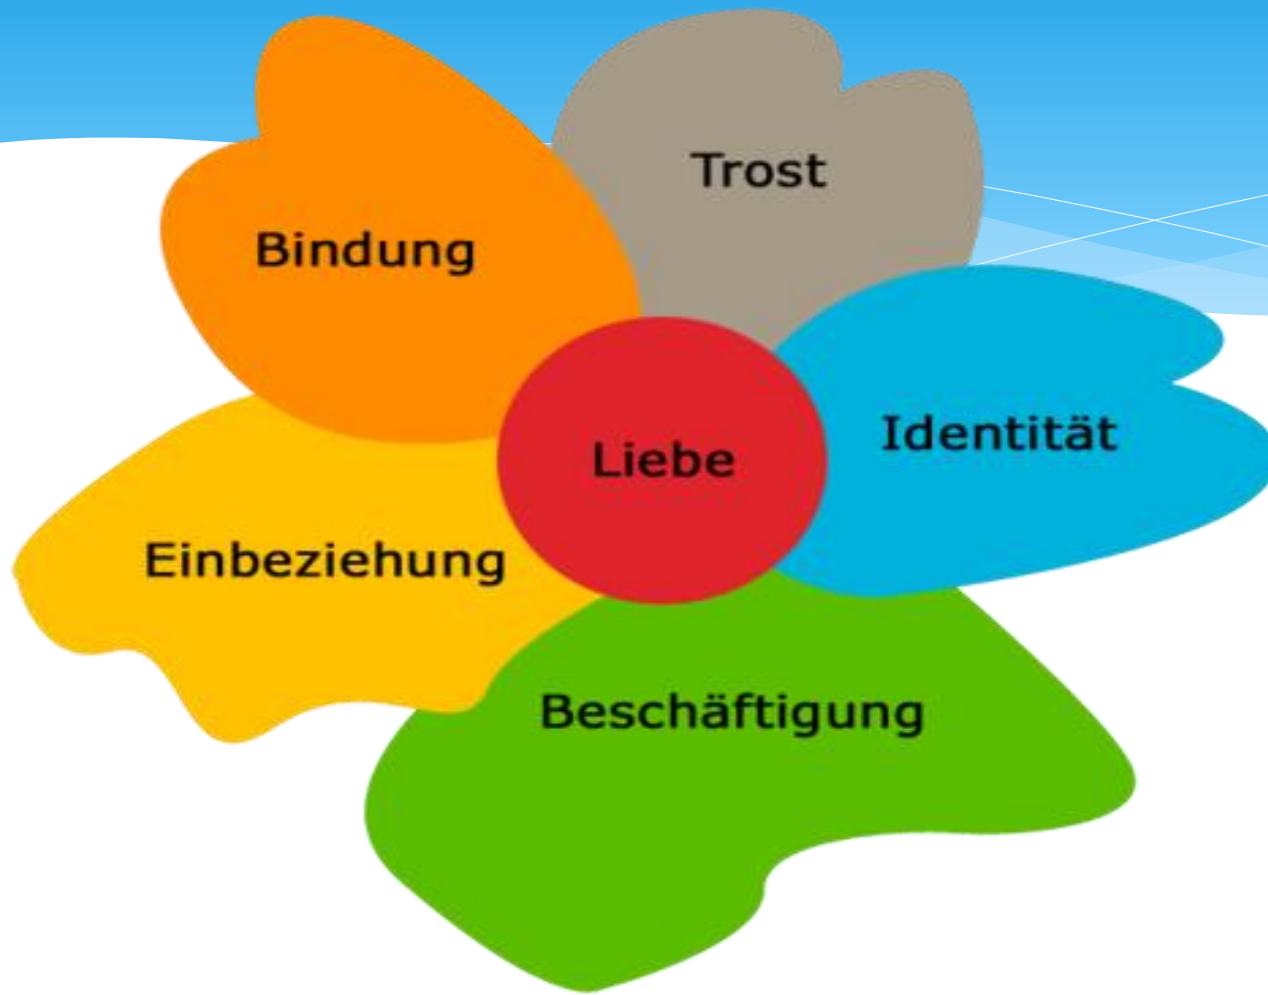 Trost
Bindung
Identität
Liebe
Einbeziehung
Beschäftigung